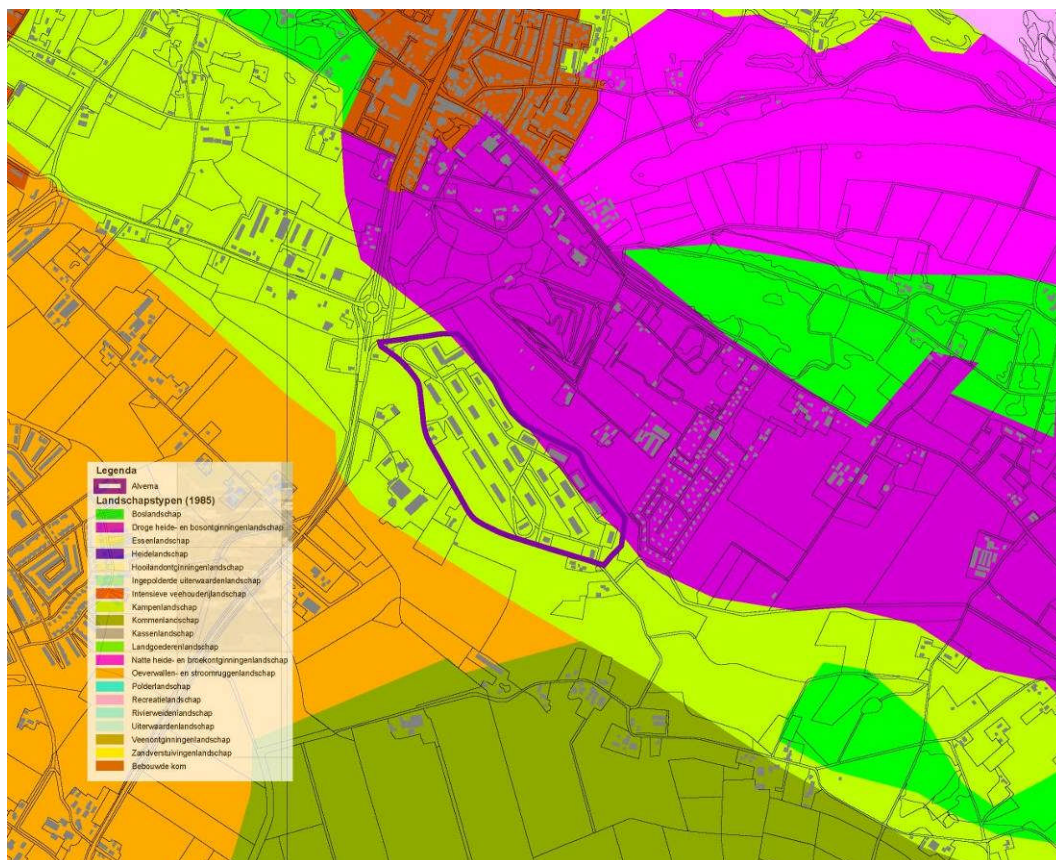 Legenda
Alverna
Landschapstypen (1985)
Boslandschap
Droge heide- en bosontginningenlandschap
Essenlandschap
Heidelandschap
Hooilandontginningenlandschap
Ingepolderde uiterwaardenlandschap
Intensieve veehouderijlandschap
Kampenlandschap
Kommenlandschap
Kassenlandschap
Landgoederenlandschap
Natte heide- en broekontginningenlandschap
Oeverwallen- en stroomruggenlandschap
Polderlandschap
Recreatielandschap
Rivierweidenlandschap
Uiterwaardenlandschap
Veenontginningenlandschap
Zandverstuivingenlandschap
Bebouwde kom